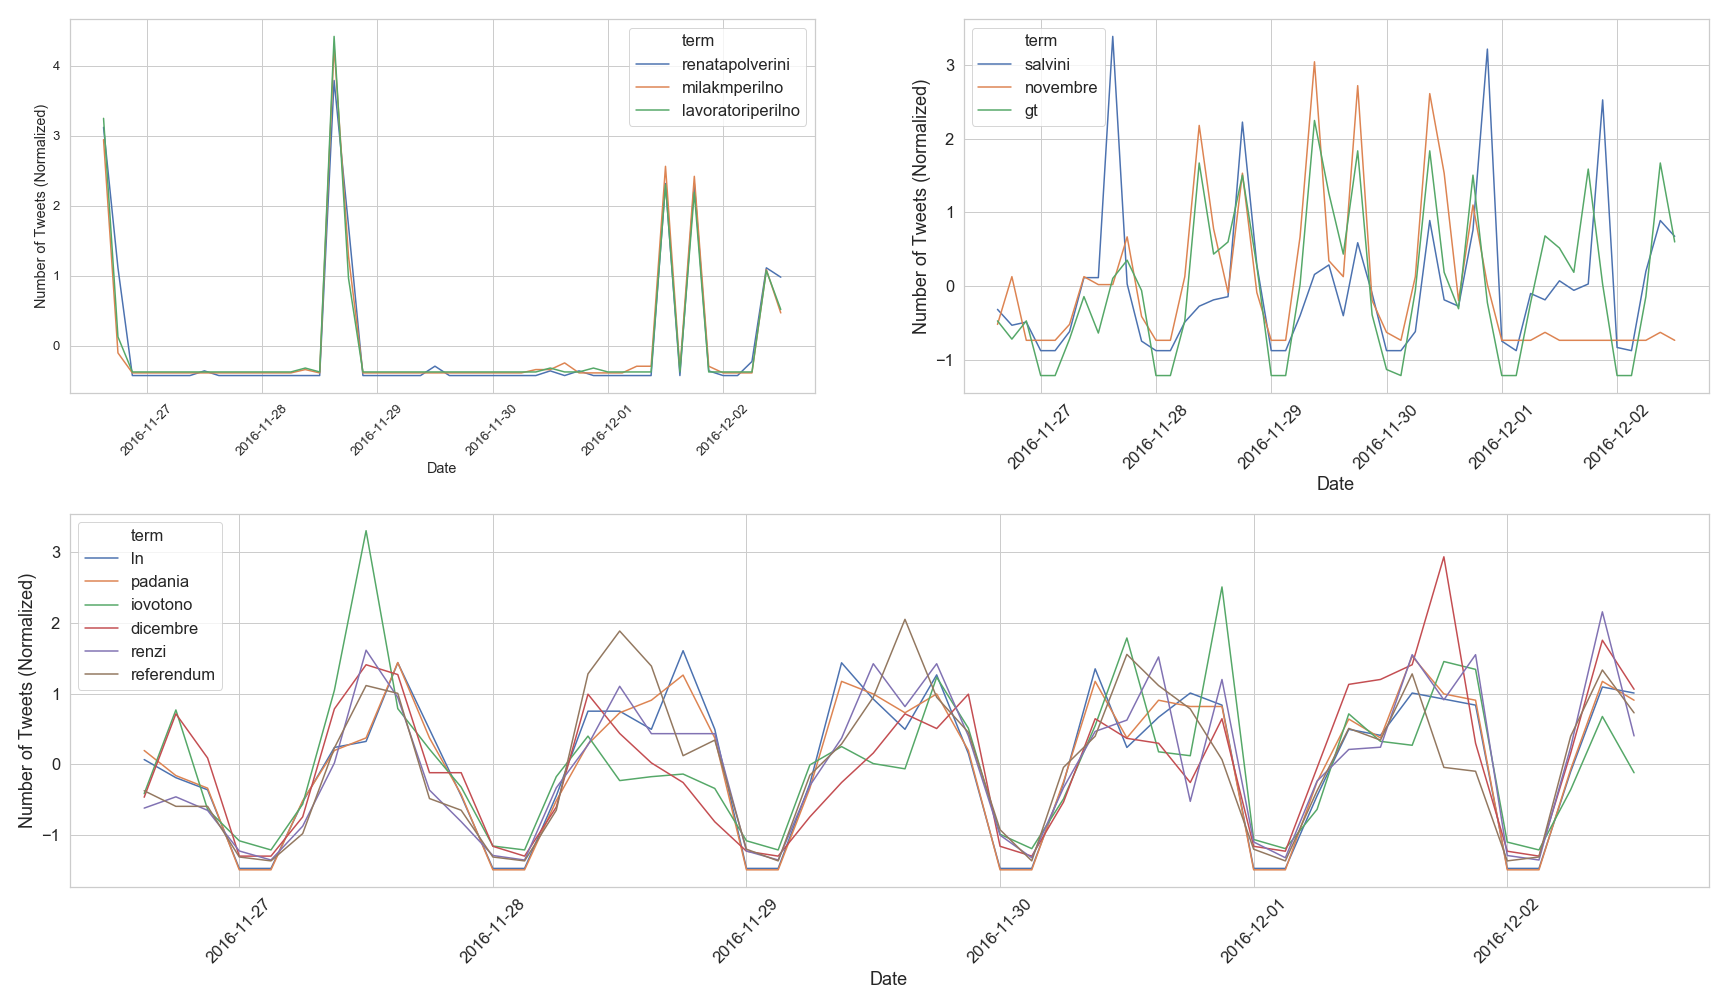 Number of Tweets (Normalized)
4
3
2
1
0
term
renatapolverini
milakmperilno
lavoratoriperilno
2016-11-27
2016-11-28
2016-11-29
2016-11-30
2016-12-01
2016-12-02
Date
Number of Tweets (Normalized)
3
2
1
0
−1
term
salvini
novembre
gt
2016-11-27
2016-11-28
2016-11-29
2016-11-30
2016-12-01
2016-12-02
Date
Number of Tweets (Normalized)
3
2
1
0
−1
term
ln
padania
iovotono
dicembre
renzi
referendum
2016-11-27
2016-11-28
2016-11-29
2016-11-30
2016-12-01
2016-12-02
Date